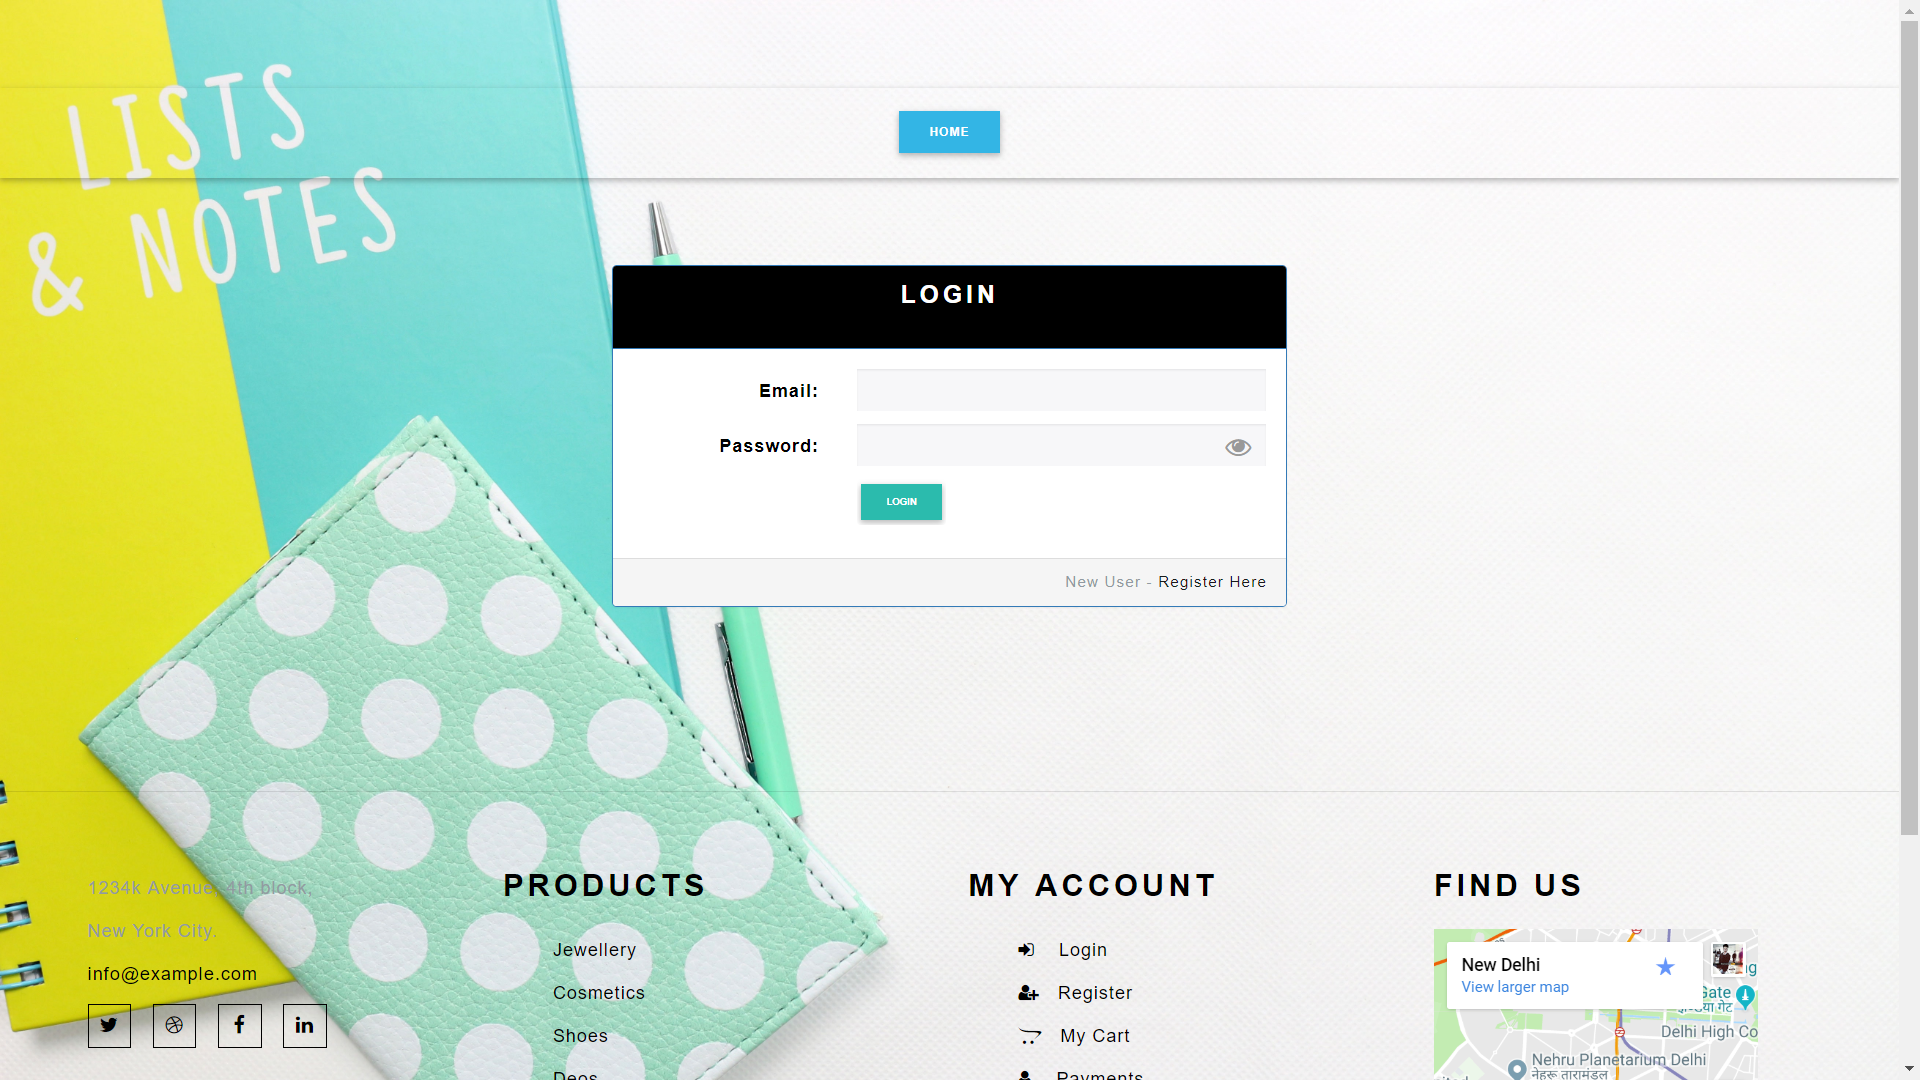 LISTS
& NOTES
HOME
LOGIN
Email:
Password:
LOGIN
New User - Register Here
1234k Avenue, 4th block,
New York City.
info@example.com
PRODUCTS
Jewellery
Cosmetics
Shoes
Deos
MY ACCOUNT
Login
Register
My Cart
Payments
FIND US
New Delhi
View larger map
Gate
इण्डिया गेट
Delhi High Co
Nehru Planetarium Delhi
नेहरू तारामंडल